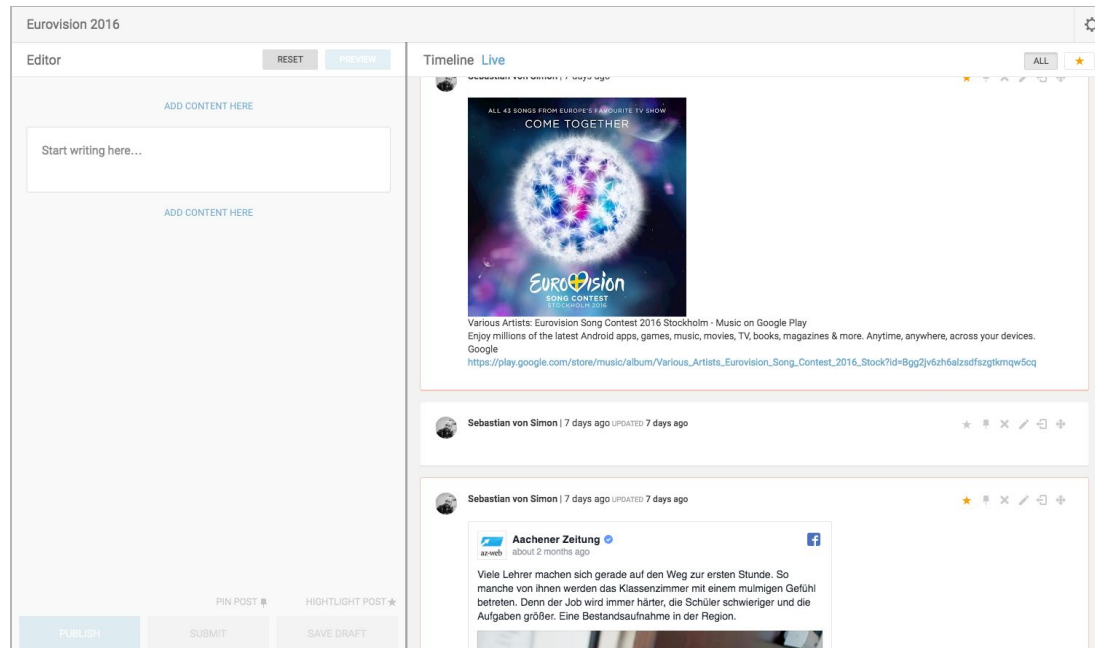 Eurovision 2016
Editor
RESET
PREVIEW
ADD CONTENT HERE
Start writing here...
ADD CONTENT HERE
PIN POST
HIGHTLIGHT POST
PUBLISH
SUBMIT
SAVE DRAFT
Timeline Live
ALL
Sebastian von Simon | 7 days ago
ALL 43 SONGS FROM EUROPE'S FAVOURITE TV SHOW
COME TOGETHER
EUROVISION
SONG CONTEST
STOCKHOLM 2016
Various Artists: Eurovision Song Contest 2016 Stockholm - Music on Google Play
Enjoy millions of the latest Android apps, games, music, movies, TV, books, magazines & more. Anytime, anywhere, across your devices.
Google
https://play.google.com/store/music/album/Various_Artists_Eurovision_Song_Contest_2016_Stock?id=Bgg2jv6zh6alzsdfszgtkmqw5cq
Sebastian von Simon | 7 days ago UPDATED 7 days ago
Sebastian von Simon | 7 days ago UPDATED 7 days ago
az-web
Aachener Zeitung
about 2 months ago
Viele Lehrer machen sich gerade auf den Weg zur ersten Stunde. So
manche von ihnen werden das Klassenzimmer mit einem mulmigen Gefühl
betreten. Denn der Job wird immer härter, die Schüler schwieriger und die
Aufgaben größer. Eine Bestandsaufnahme in der Region.